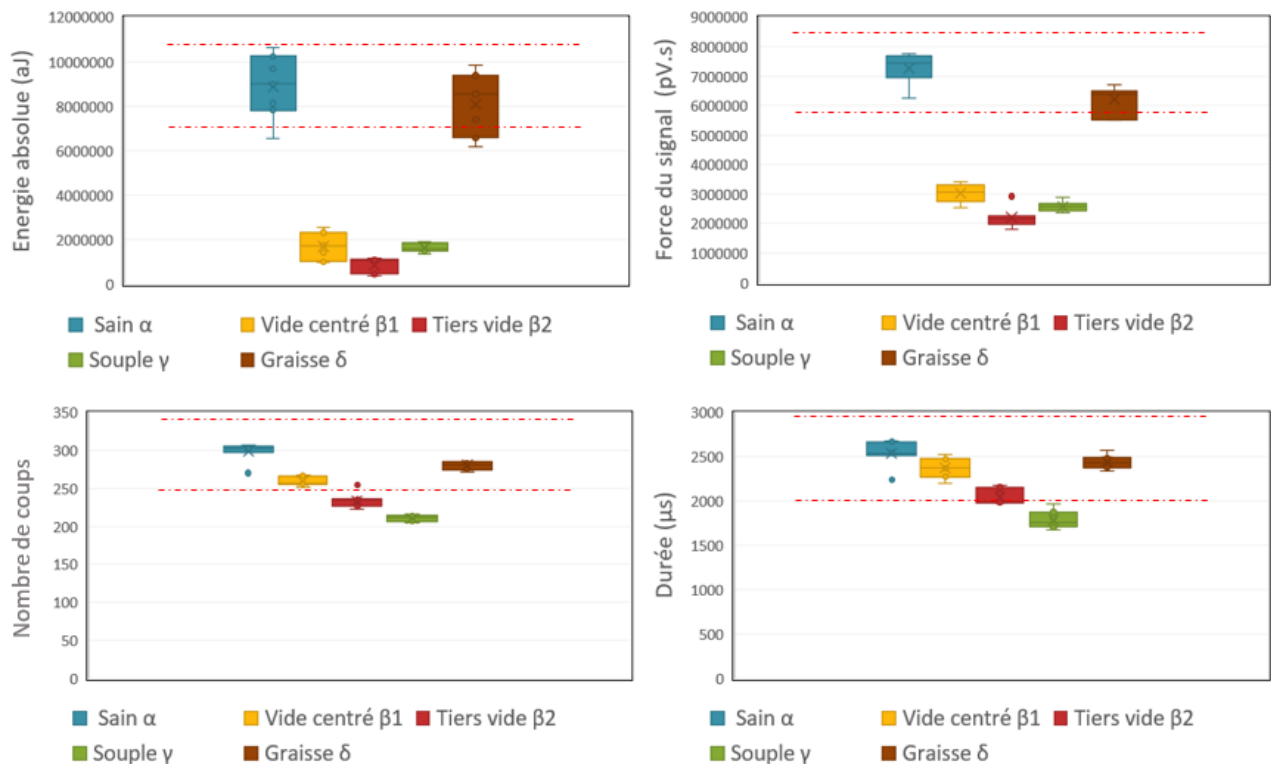 Energie absolue (aJ)
12000000
10000000
8000000
6000000
4000000
2000000
0
Sain α Vide centré β1 Tiers vide β2
Souple γ Graisse δ
Force du signal (pV.s)
9000000
8000000
7000000
6000000
5000000
4000000
3000000
2000000
1000000
0
Sain α Vide centré β1 Tiers vide β2
Souple γ Graisse δ
Nombre de coups
350
300
250
200
150
100
50
0
Sain α Vide centré β1 Tiers vide β2
Souple γ Graisse δ
Durée (µs)
3000
2500
2000
1500
1000
500
0
Sain α Vide centré β1 Tiers vide β2
Souple γ Graisse δ